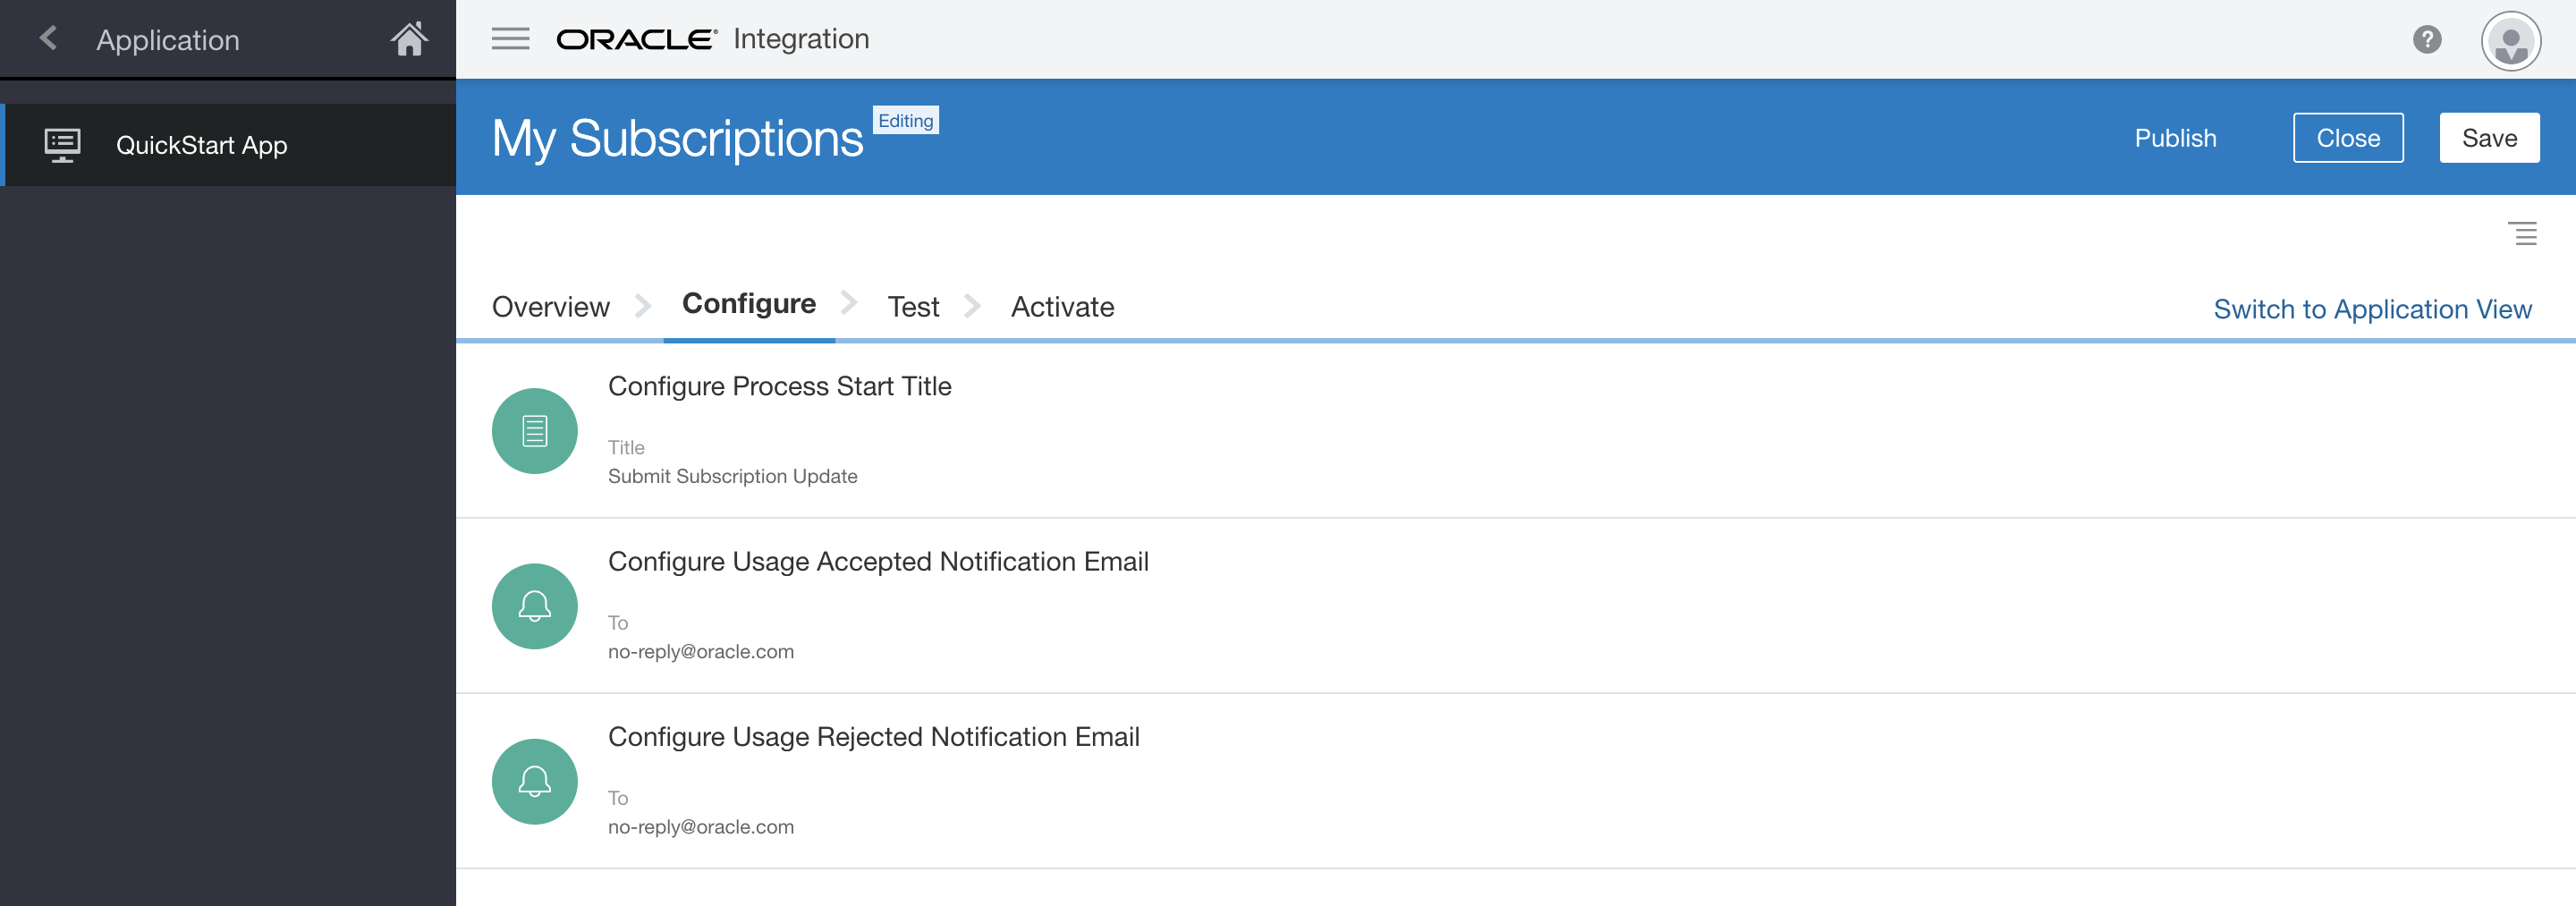 Application
QuickStart App
ORACLE® Integration
?
My Subscriptions Editing
Publish Close Save
Overview Configure Test Activate Switch to Application View
Configure Process Start Title
Title
Submit Subscription Update
Configure Usage Accepted Notification Email
To
no-reply@oracle.com
Configure Usage Rejected Notification Email
To
no-reply@oracle.com